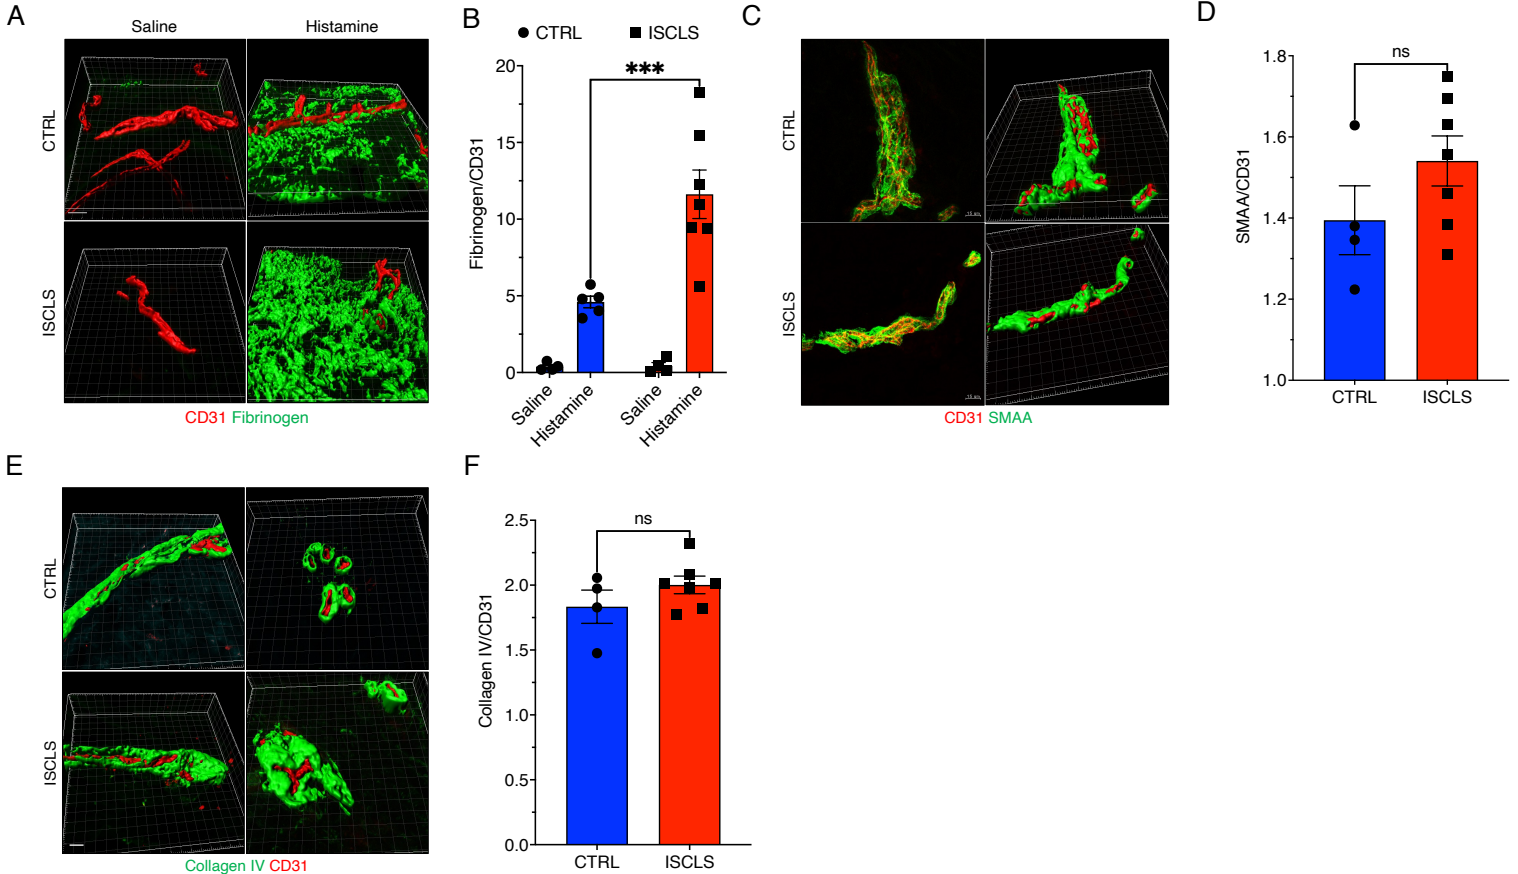 A
Saline
Histamine
CTRL
ISCLS
CD31 Fibrinogen
B
CTRL
ISCLS
***
Fibrinogen/CD31
20
15
10
5
0
Saline
Histamine
Saline
Histamine
C
CTRL
ISCLS
CD31 SMAA
D
ns
SMAA/CD31
1.8
1.6
1.4
1.2
1.0
CTRL
ISCLS
E
CTRL
ISCLS
Collagen IV CD31
F
ns
Collagen IV/CD31
2.5
2.0
1.5
1.0
0.5
0.0
CTRL
ISCLS